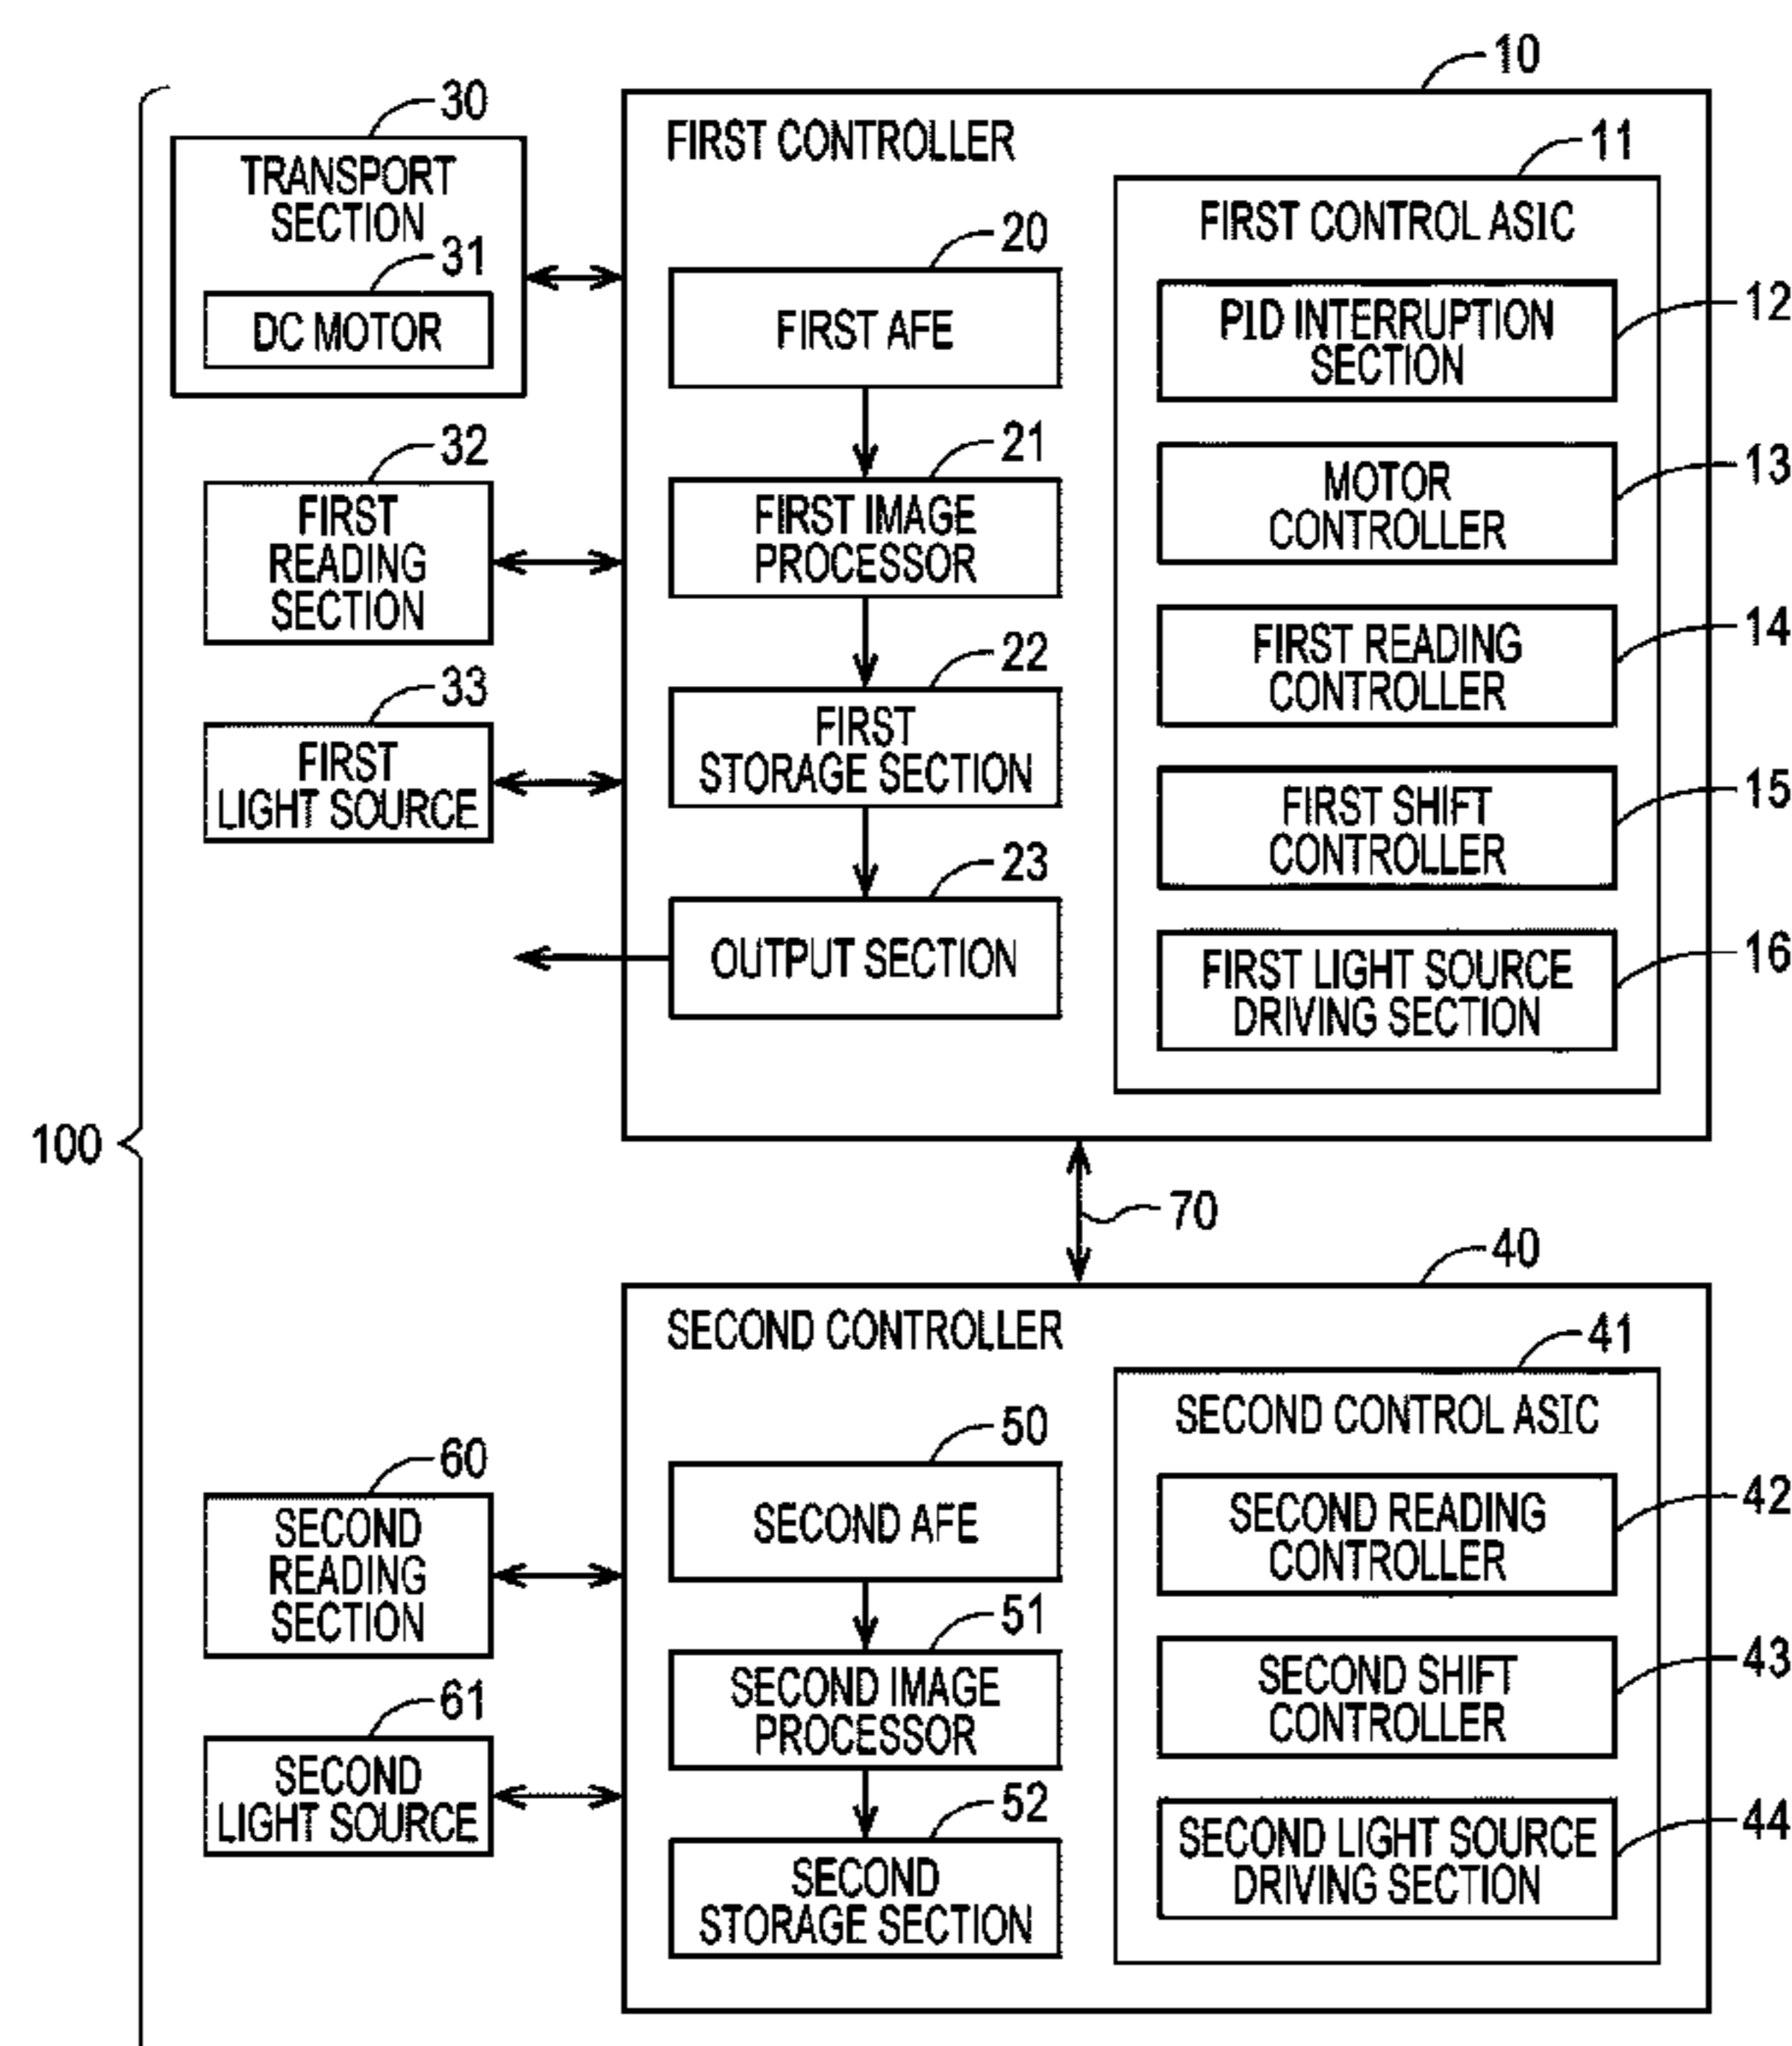 10
30
FIRST CONTROLLER
11
TRANSPORT
SECTION
FIRST CONTROL ASIC
31
20
DC MOTOR
FIRST AFE
PID INTERRUPTION
SECTION
12
32
21
FIRST
READING
SECTION
FIRST IMAGE
PROCESSOR
MOTOR
CONTROLLER
13
33
22
FIRST READING
CONTROLLER
14
FIRST
LIGHT SOURCE
FIRST
STORAGE SECTION
FIRST SHIFT
CONTROLLER
15
23
OUTPUT SECTION
FIRST LIGHT SOURCE
DRIVING SECTION
16
100
70
40
SECOND CONTROLLER
41
SECOND CONTROL ASIC
60
50
SECOND
READING
SECTION
SECOND AFE
SECOND READING
CONTROLLER
42
61
51
SECOND
LIGHT SOURCE
SECOND IMAGE
PROCESSOR
SECOND SHIFT
CONTROLLER
43
52
SECOND
STORAGE SECTION
SECOND LIGHT SOURCE
DRIVING SECTION
44